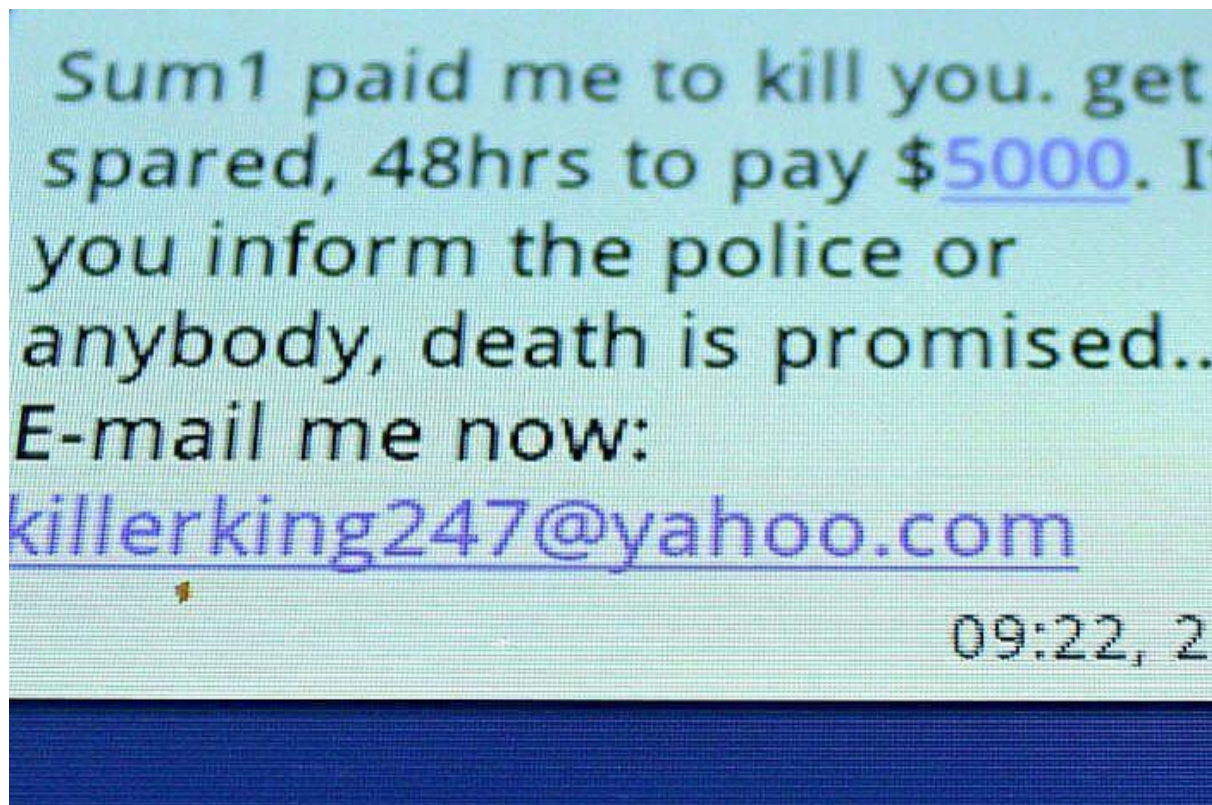 Sum1 paid me to kill you. get
spared, 48hrs to pay $5000. If
you inform the police or
anybody, death is promised..
E-mail me now:
killerking247@yahoo.com
09:22, 2